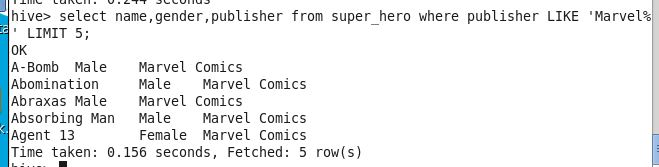 Time taken: 0.244 seconds
hive> select name,gender,publisher from super_hero where publisher LIKE 'Marvel%
' LIMIT 5;
OK
A-Bomb Male Marvel Comics
Abomination Male Marvel Comics
Abraxas Male Marvel Comics
Absorbing Man Male Marvel Comics
Agent 13 Female Marvel Comics
Time taken: 0.156 seconds, Fetched: 5 row(s)
hive>